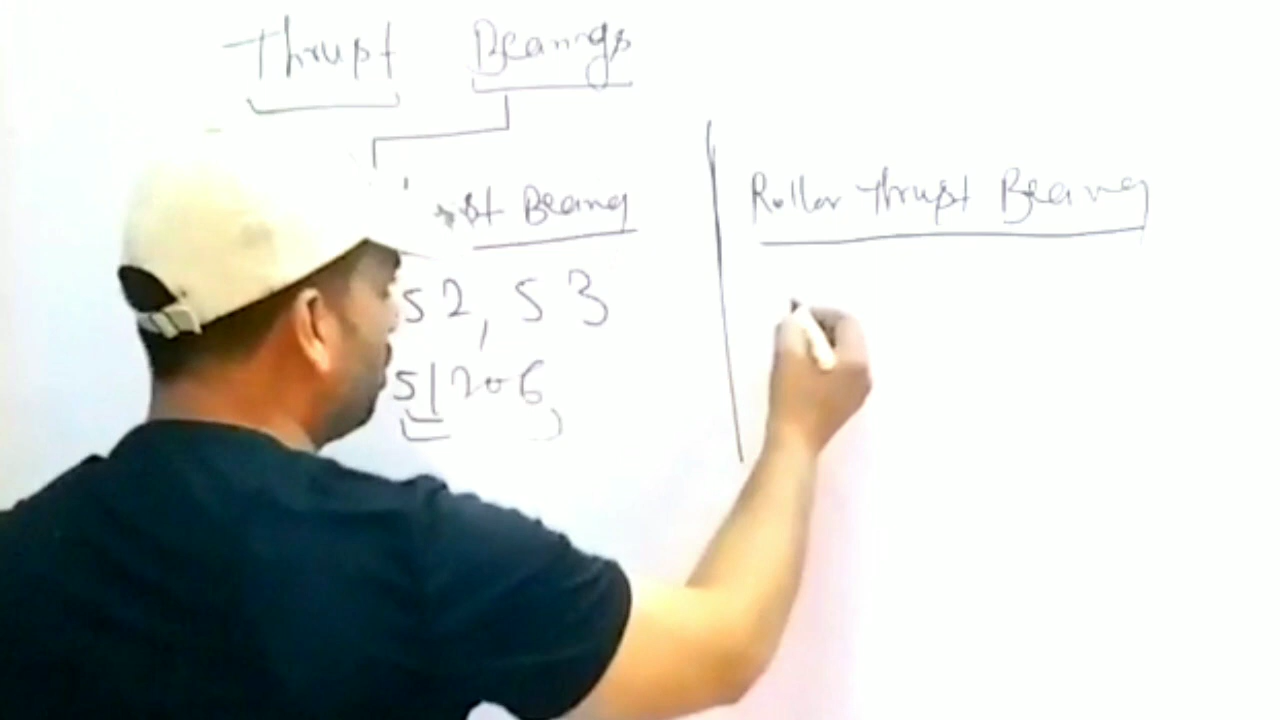 Thrust Bearings
st Bearing
Roller Thrust Bearing
52, 53
51206